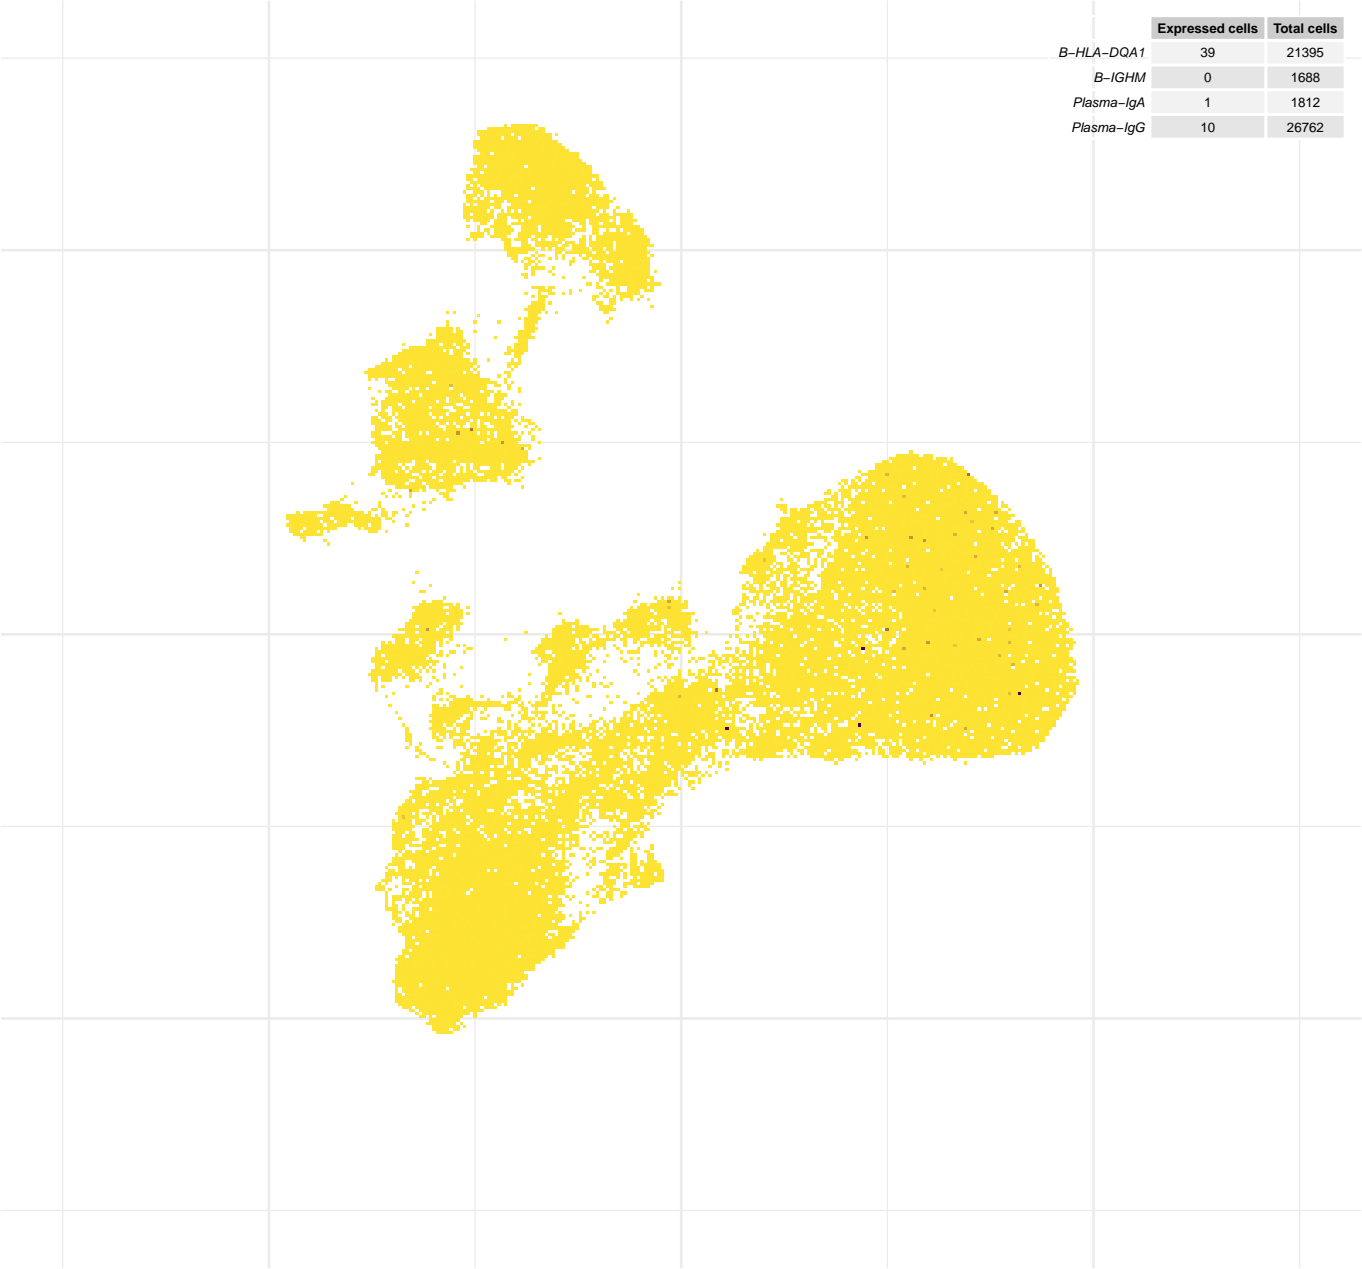 Expressed cells Total cells
B−HLA−DQA1 39 21395
B−IGHM 0 1688
Plasma−IgA 1 1812
Plasma−IgG 10 26762